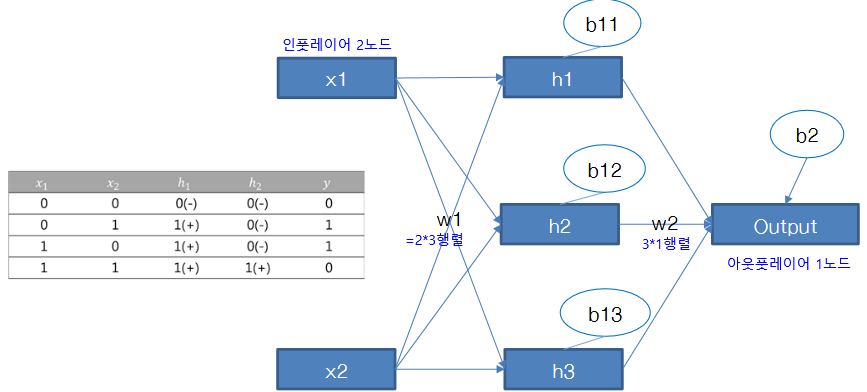 b11
인풋레이어 2노드
x1
h1
b2
b12
x₁ x₂ h₁ h₂ y
0 0 0(-) 0(-) 0
0 1 1(+) 0(-) 1
1 0 1(+) 0(-) 1
1 1 1(+) 1(+) 0
w1
=2*3행렬
h2
w2
3*1행렬
Output
아웃풋레이어 1노드
b13
x2
h3